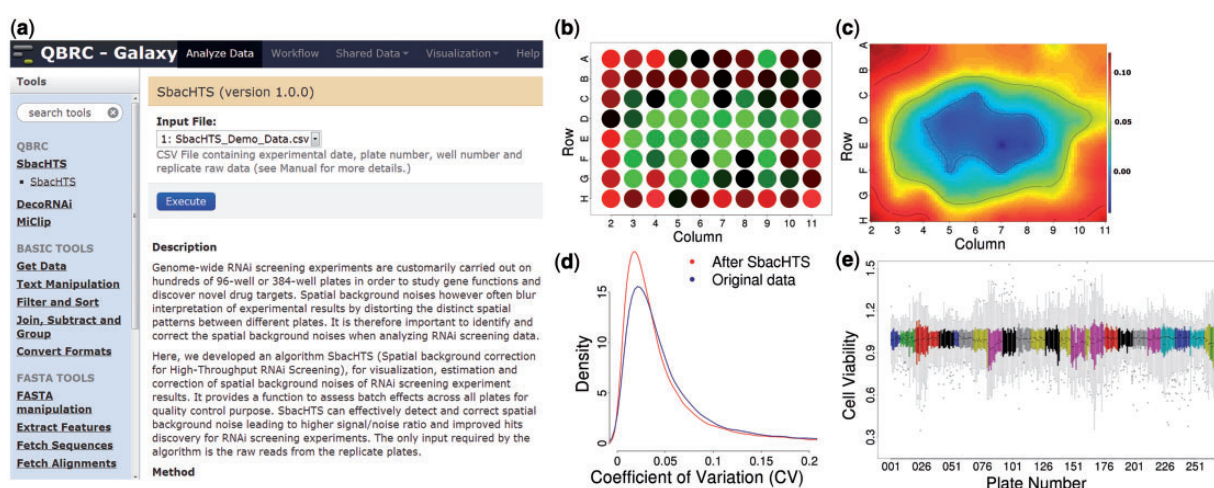 (a)
QBRC - Galaxy Analyze Data Workflow Shared Data Visualization Help
Tools
search tools
QBRC
SbacHTS
SbacHTS
DecoRNAi
MiClip
BASIC TOOLS
Get Data
Text Manipulation
Filter and Sort
Join, Subtract and
Group
Convert Formats
FASTA TOOLS
FASTA
manipulation
Extract Features
Fetch Sequences
Fetch Alignments
SbacHTS (version 1.0.0)
Input File:
1: SbacHTS_Demo_Data.csv
CSV File containing experimental date, plate number, well number and
replicate raw data (see Manual for more details.)
Execute
Description
Genome-wide RNAi screening experiments are customarily carried out on
hundreds of 96-well or 384-well plates in order to study gene functions and
discover novel drug targets. Spatial background noises however often blur
interpretation of experimental results by distorting the distinct spatial
patterns between different plates. It is therefore important to identify and
correct the spatial background noises when analyzing RNAi screening data.
Here, we developed an algorithm SbacHTS (Spatial background correction
for High-Throughput RNAi Screening), for visualization, estimation and
correction of spatial background noises of RNAi screening experiment
results. It provides a function to assess batch effects across all plates for
quality control purpose. SbacHTS can effectively detect and correct spatial
background noise leading to higher signal/noise ratio and improved hits
discovery for RNAi screening experiments. The only input required by the
algorithm is the raw reads from the replicate plates.
Method
(b)
Row
A
B
C
D
E
F
G
H
2 3 4 5 6 7 8 9 10 11
Column
(c)
Row
A
B
C
D
E
F
G
H
2 3 4 5 6 7 8 9 10 11
Column
0.10
0.05
0.00
(d)
After SbacHTS
Original data
Density
15
10
5
0
0 0.05 0.1 0.15 0.2
Coefficient of Variation (CV)
(e)
Cell Viability
1.5
1.2
0.9
0.6
0.3
001 026 051 076 101 126 151 176 201 226 251
Plate Number